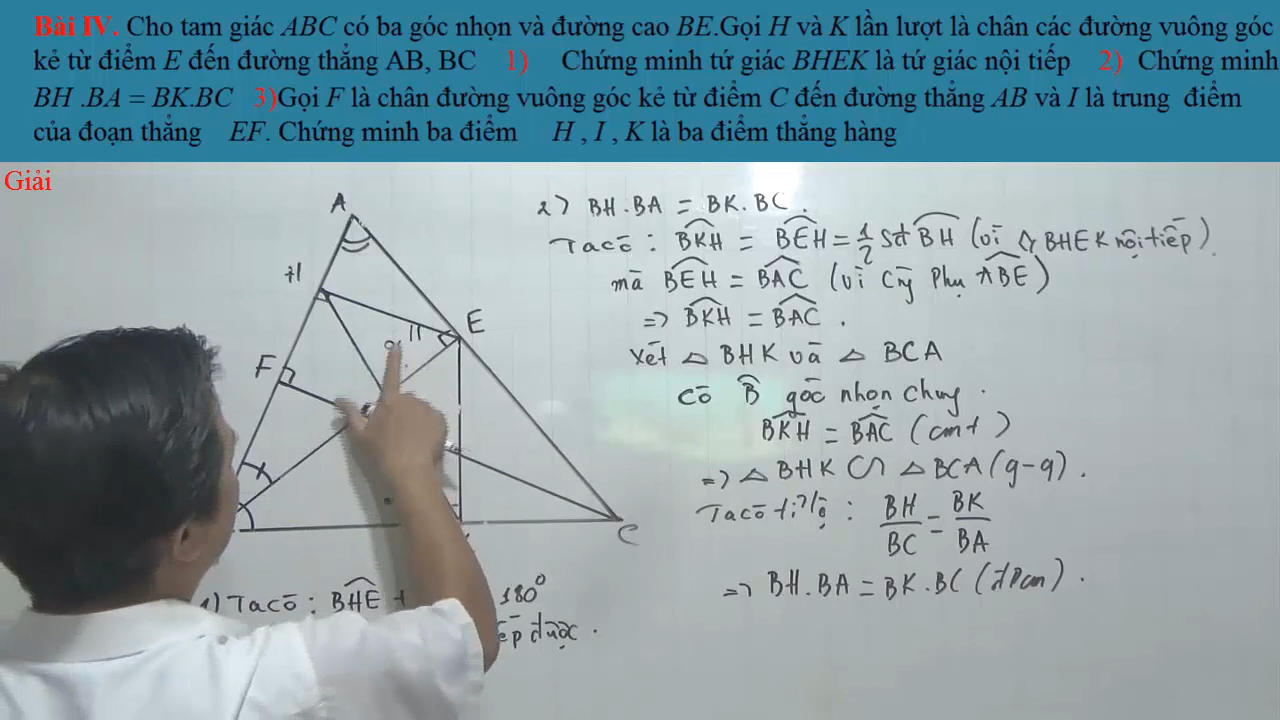 Bài IV. Cho tam giác ABC có ba góc nhọn và đường cao BE.Gọi H và K lần lượt là chân các đường vuông góc
kẻ từ điểm E đến đường thẳng AB, BC 1) Chứng minh tứ giác BHEK là tứ giác nội tiếp 2) Chứng minh
BH .BA = BK.BC 3)Gọi F là chân đường vuông góc kẻ từ điểm C đến đường thẳng AB và I là trung điểm
của đoạn thẳng EF. Chứng minh ba điểm H , I , K là ba điểm thẳng hàng
Giải
A
H
E
F
C
1) Ta có : BHE +
180°
được .
2) BH.BA = BK.BC.
Ta có : BKH = BEH = 1/2 Sđ BH (vì BHEK nội tiếp)
mà BEH = BAC (vì cg phụ ABE)
=> BKH = BAC .
Xét △ BHK và △ BCA
Có B góc nhọn chung .
BKH = BAC (cmt)
=> △ BHK ∽ △ BCA (g-g) .
Ta có tỉ lệ : BH/BC = BK/BA
=> BH.BA = BK.BC (đpcm) .